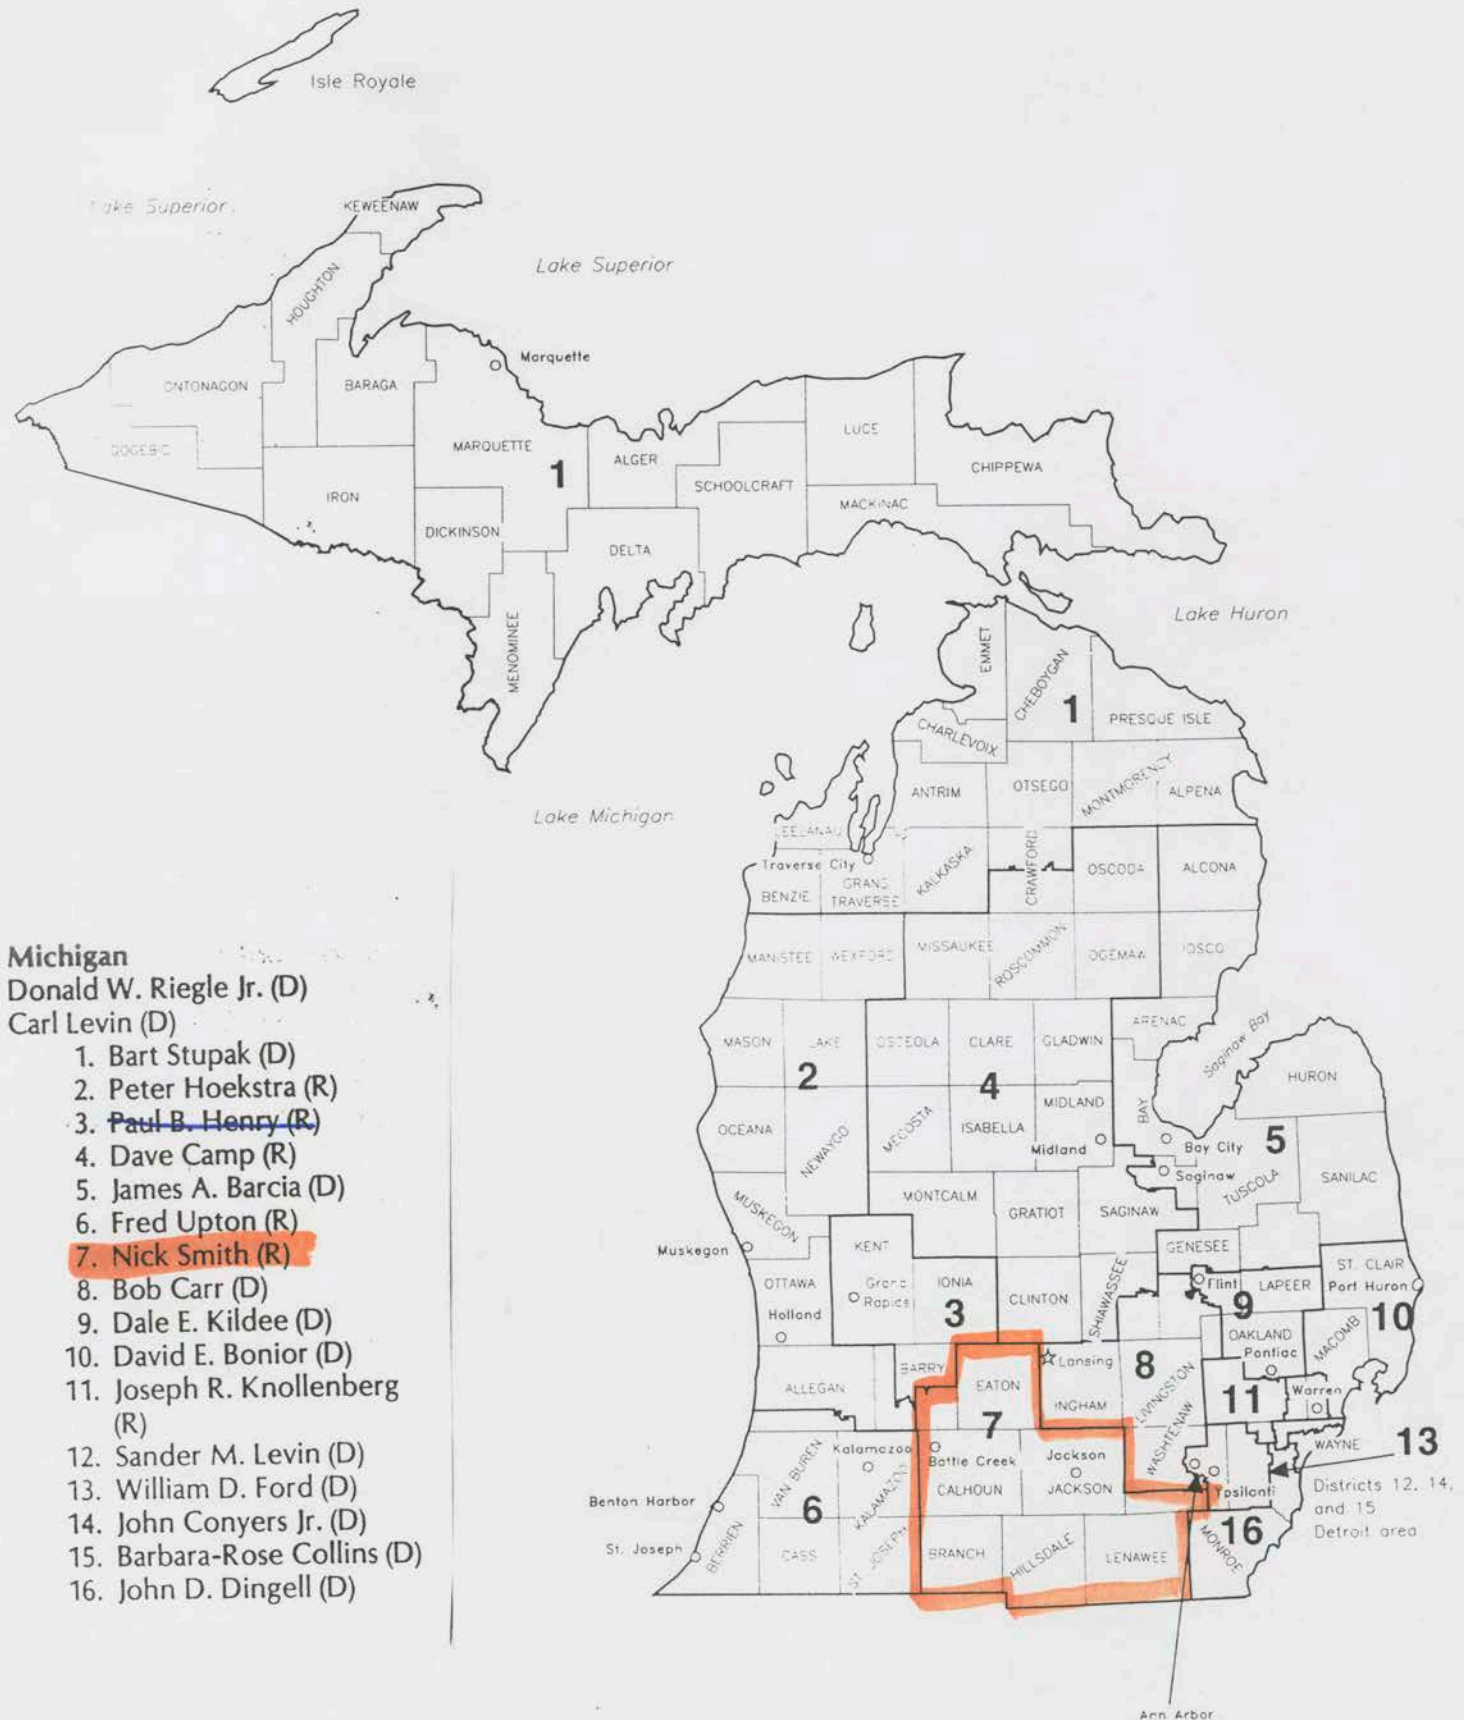 Isle Royale
Lake Superior
KEWEENAW
Lake Superior
HOUGHTON
Marquette
ONTONAGON
BARAGA
GOGEBIC
MARQUETTE
1
ALGER
LUCE
CHIPPEWA
SCHOOLCRAFT
MACKINAC
IRON
DICKINSON
DELTA
MENOMINEE
Lake Huron
EMMET
CHEBOYGAN
1
PRESQUE ISLE
CHARLEVOIX
ANTRIM
OTSEGO
MONTMORENCY
ALPENA
Lake Michigan
LEELANAU
Traverse City
KALKASKA
CRAWFORD
OSCODA
ALCONA
BENZIE
GRAND
TRAVERSE
MANISTEE
WEXFORD
MISSAUKEE
ROSCOMMON
OGEMAW
IOSCO
ARENAC
Saginaw Bay
MASON
LAKE
OSCEOLA
CLARE
GLADWIN
2
4
HURON
OCEANA
NEWAYGO
MECOSTA
ISABELLA
MIDLAND
Midland
BAY
Bay City
5
Saginaw
TUSCOLA
SANILAC
MUSKEGON
MONTCALM
GRATIOT
SAGINAW
Muskegon
KENT
GENESEE
ST. CLAIR
OTTAWA
Grand
Rapids
IONIA
CLINTON
SHIAWASSEE
Flint
LAPEER
Port Huron
Holland
3
9
10
OAKLAND
Pontiac
MACOMB
BARRY
Lansing
8
ALLEGAN
EATON
INGHAM
LIVINGSTON
11
Warren
7
WASHTENAW
WAYNE
13
VAN BUREN
Kalamazoo
Battle Creek
Jackson
KALAMAZOO
CALHOUN
JACKSON
Ypsilanti
Districts 12, 14,
and 15
Detroit area
Benton Harbor
6
16
St. Joseph
BERRIEN
CASS
ST. JOSEPH
BRANCH
HILLSDALE
LENAWEE
MONROE
Ann Arbor
Michigan
Donald W. Riegle Jr. (D)
Carl Levin (D)
1. Bart Stupak (D)
2. Peter Hoekstra (R)
3. Paul B. Henry (R)
4. Dave Camp (R)
5. James A. Barcia (D)
6. Fred Upton (R)
7. Nick Smith (R)
8. Bob Carr (D)
9. Dale E. Kildee (D)
10. David E. Bonior (D)
11. Joseph R. Knollenberg
(R)
12. Sander M. Levin (D)
13. William D. Ford (D)
14. John Conyers Jr. (D)
15. Barbara-Rose Collins (D)
16. John D. Dingell (D)